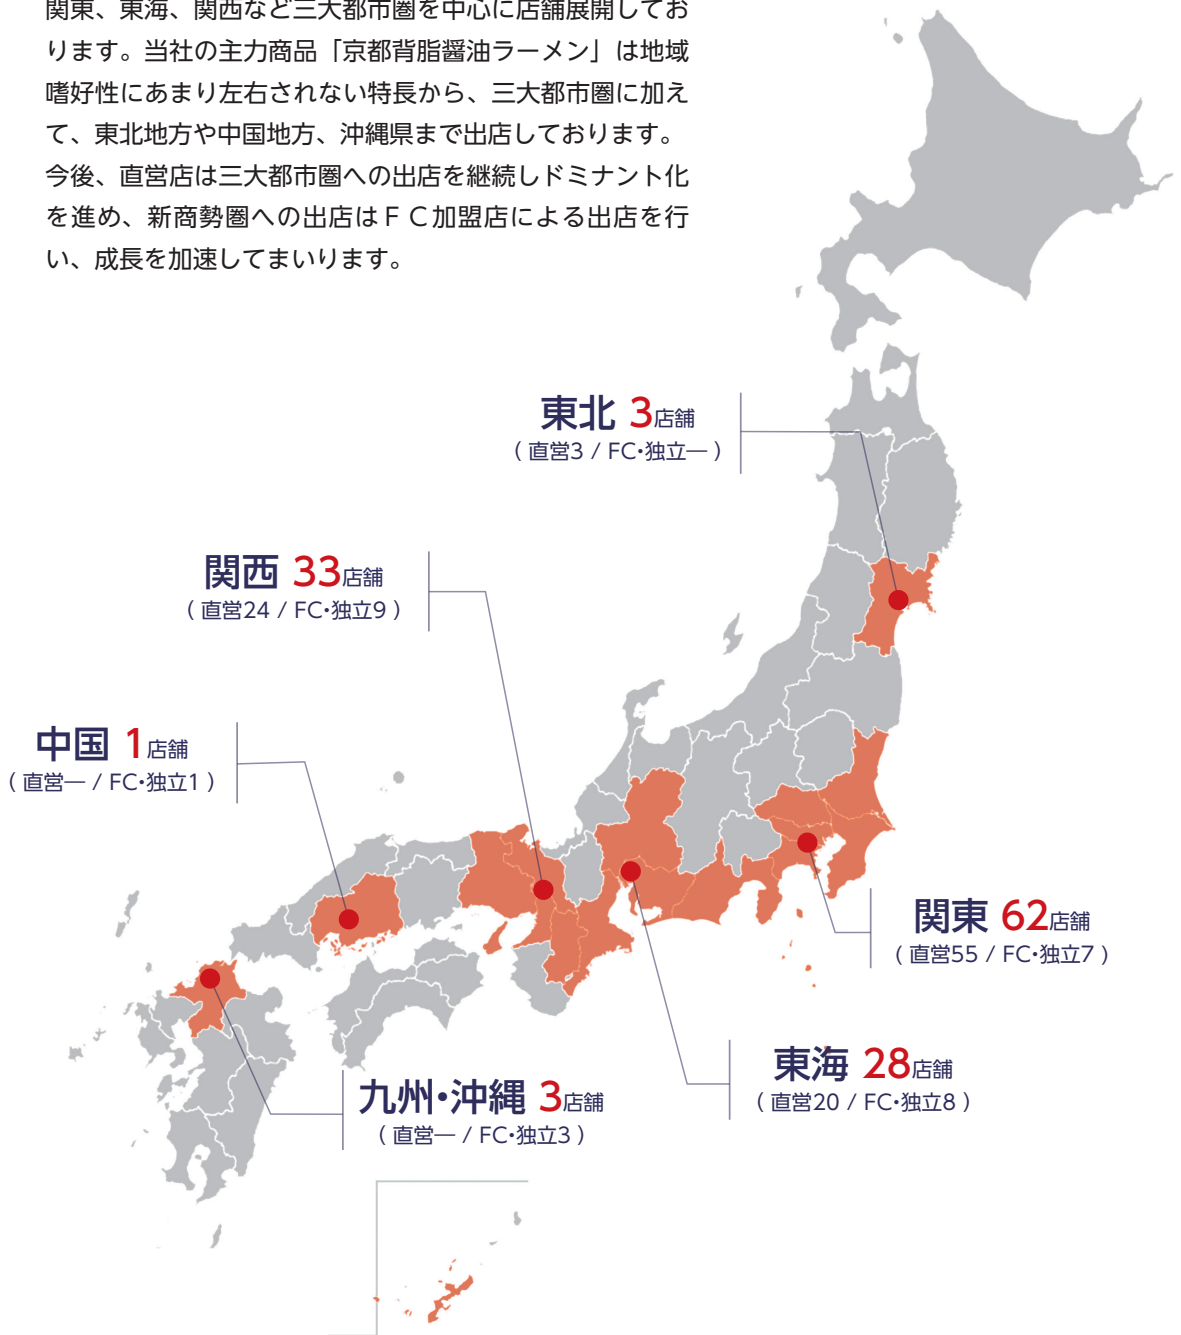 関東、東海、関西など三大都市圏を中心に店舗展開してお
ります。当社の主力商品「京都背脂醤油ラーメン」は地域
嗜好性にあまり左右されない特長から、三大都市圏に加え
て、東北地方や中国地方、沖縄県まで出店しております。
今後、直営店は三大都市圏への出店を継続しドミナント化
を進め、新商勢圏への出店はＦＣ加盟店による出店を行
い、成長を加速してまいります。
東北 3店舗
（ 直営3 / FC・独立― ）
関西 33店舗
（ 直営24 / FC・独立9 ）
中国 1店舗
（ 直営― / FC・独立1 ）
関東 62店舗
（ 直営55 / FC・独立7 ）
東海 28店舗
（ 直営20 / FC・独立8 ）
九州・沖縄 3店舗
（ 直営― / FC・独立3 ）